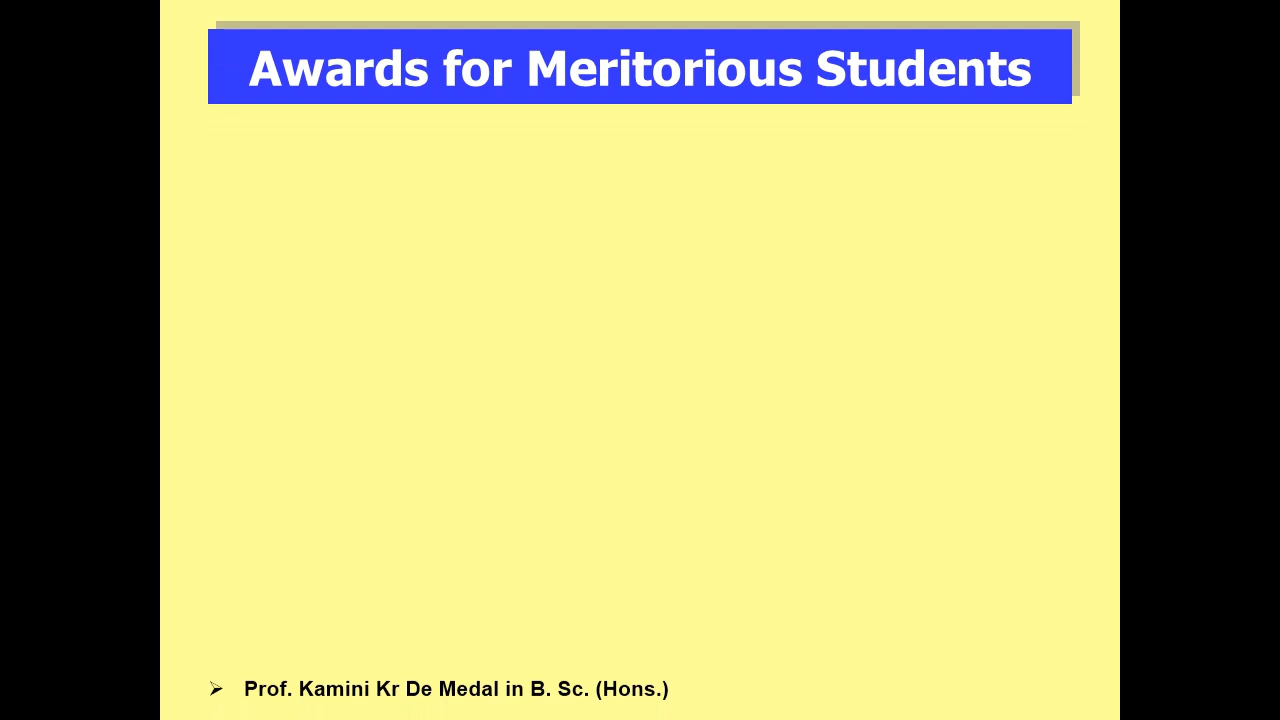 Awards for Meritorious Students
➢ Prof. Kamini Kr De Medal in B. Sc. (Hons.)